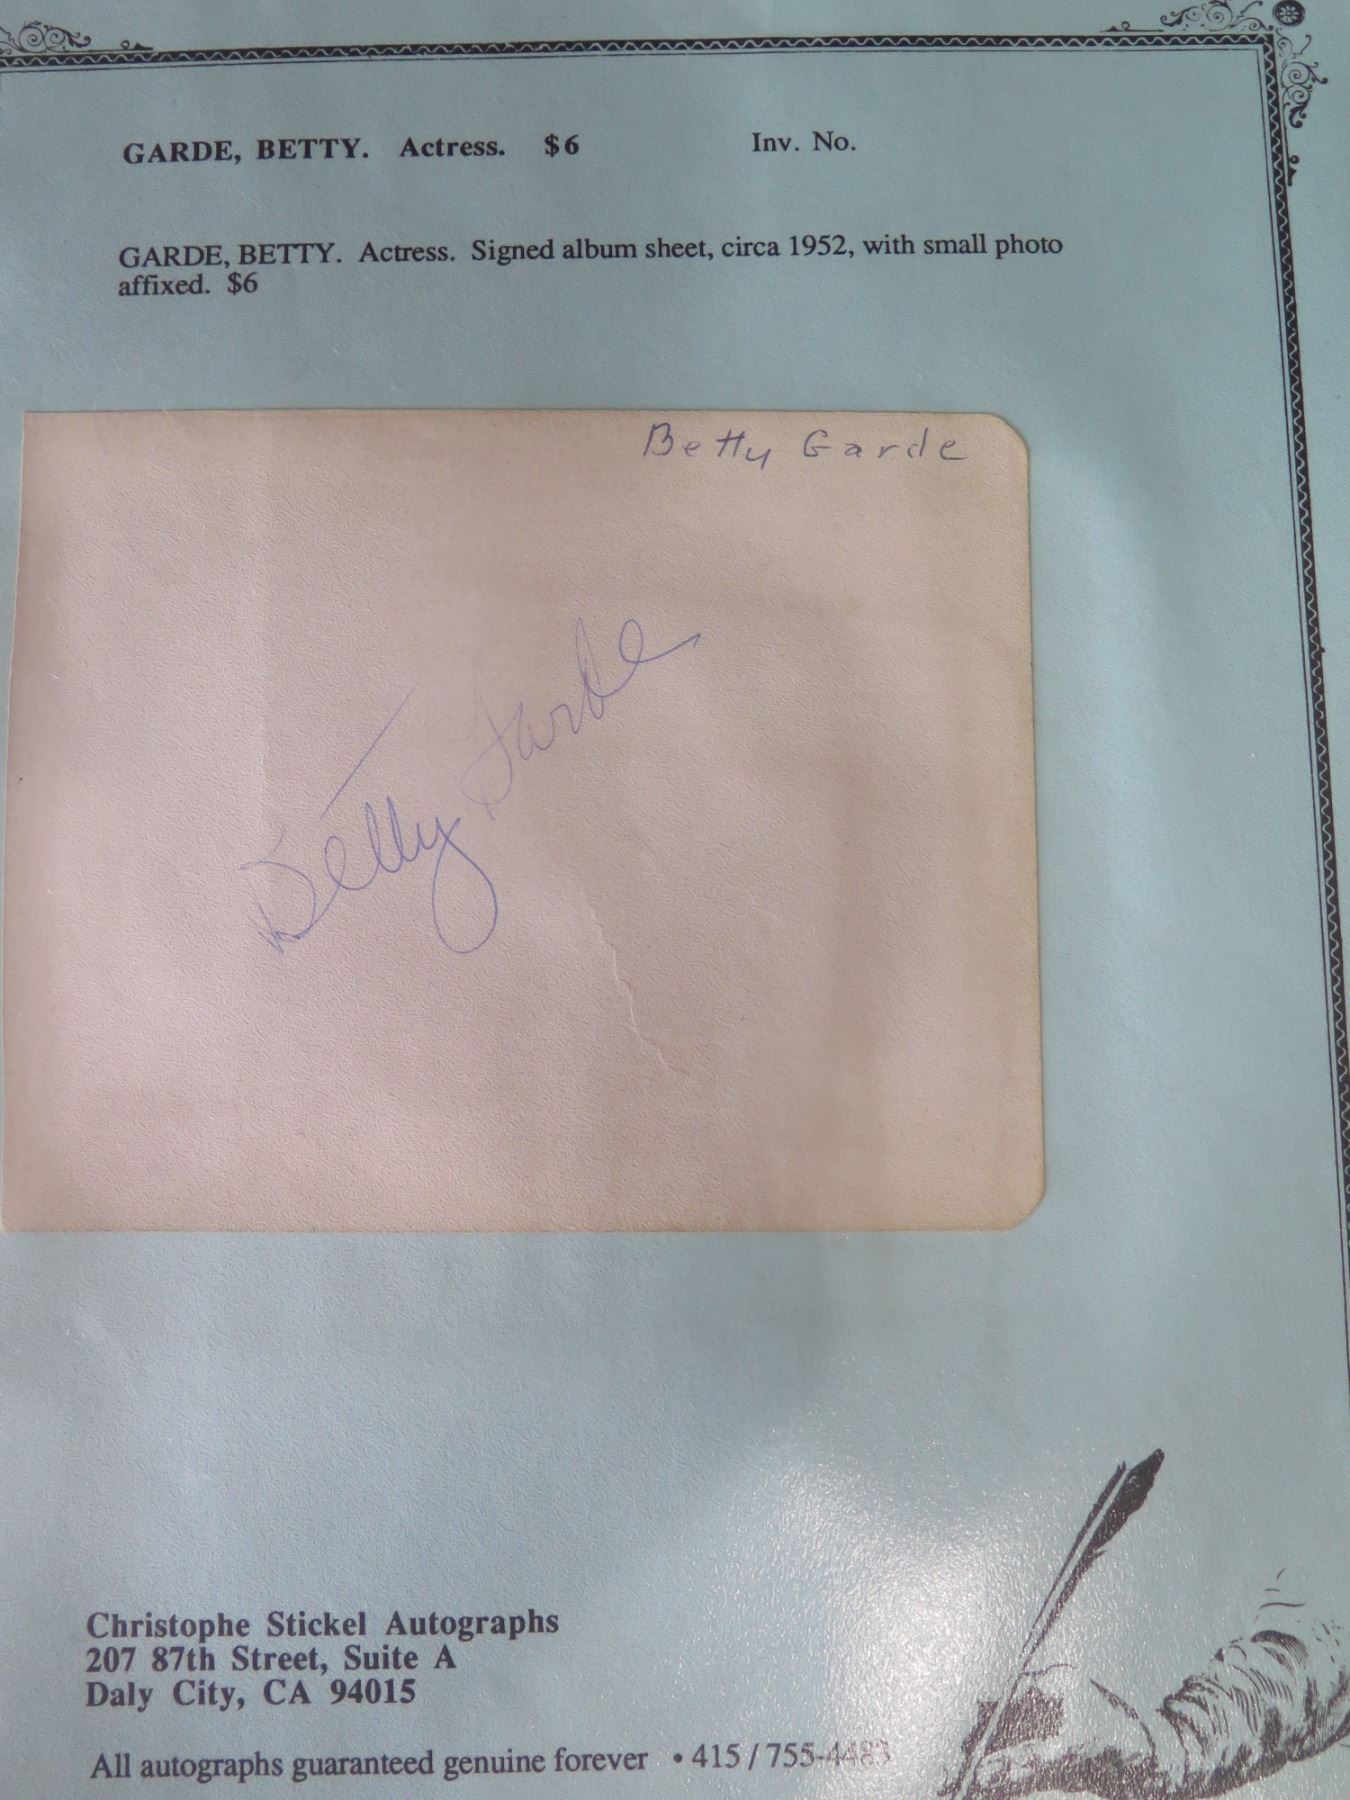 GARDE, BETTY. Actress. $6 Inv. No.
GARDE, BETTY. Actress. Signed album sheet, circa 1952, with small photo
affixed. $6
Betty Garde
Betty Garde
Christophe Stickel Autographs
207 87th Street, Suite A
Daly City, CA 94015
All autographs guaranteed genuine forever • 415/755-4483